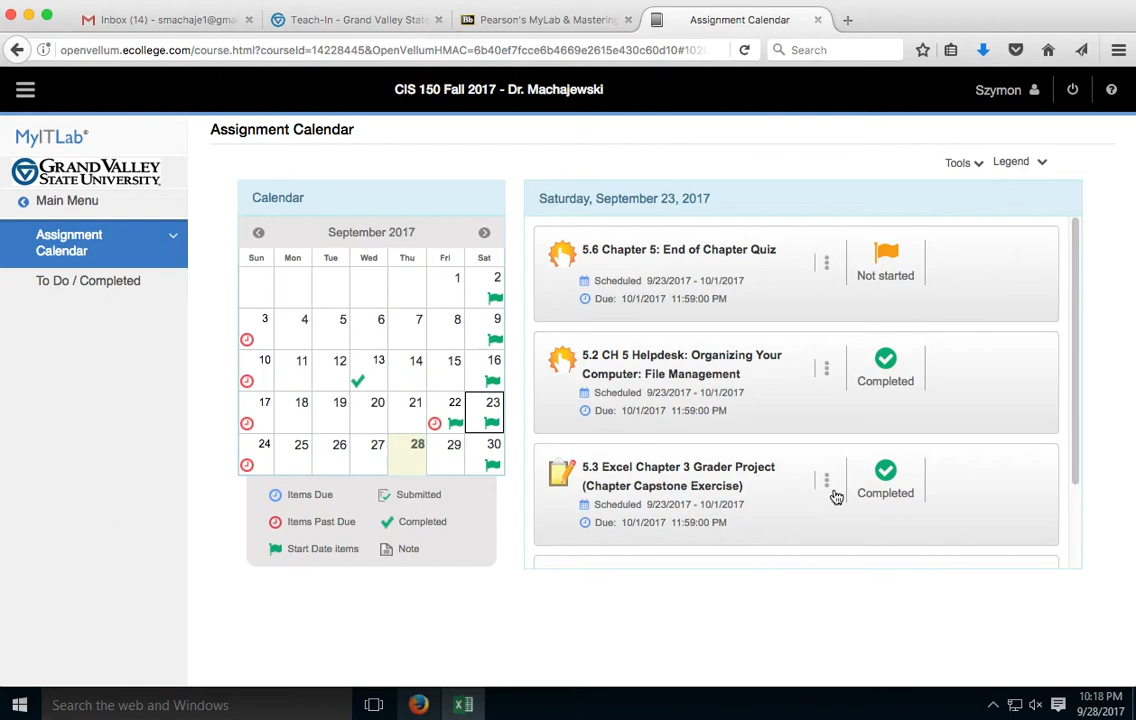 Inbox (14) - smachaje1@gma
Teach-In - Grand Valley State
Bb Pearson's MyLab & Mastering
Assignment Calendar
openvellum.ecollege.com/course.html?courseId=14228445&OpenVellumHMAC=6b40ef7fcce6b4669e2615e430c60d10#102
Search
CIS 150 Fall 2017 - Dr. Machajewski
Szymon
MyITLab®
GRAND VALLEY
STATE UNIVERSITY
Main Menu
Assignment
Calendar
To Do / Completed
Assignment Calendar
Tools
Legend
Calendar
September 2017
Sun Mon Tue Wed Thu Fri Sat
1 2
3 4 5 6 7 8 9
10 11 12 13 14 15 16
17 18 19 20 21 22 23
24 25 26 27 28 29 30
Items Due
Submitted
Items Past Due
Completed
Start Date items
Note
Saturday, September 23, 2017
5.6 Chapter 5: End of Chapter Quiz
Scheduled 9/23/2017 - 10/1/2017
Due: 10/1/2017 11:59:00 PM
Not started
5.2 CH 5 Helpdesk: Organizing Your
Computer: File Management
Scheduled 9/23/2017 - 10/1/2017
Due: 10/1/2017 11:59:00 PM
Completed
5.3 Excel Chapter 3 Grader Project
(Chapter Capstone Exercise)
Scheduled 9/23/2017 - 10/1/2017
Due: 10/1/2017 11:59:00 PM
Completed
Search the web and Windows
10:18 PM
9/28/2017